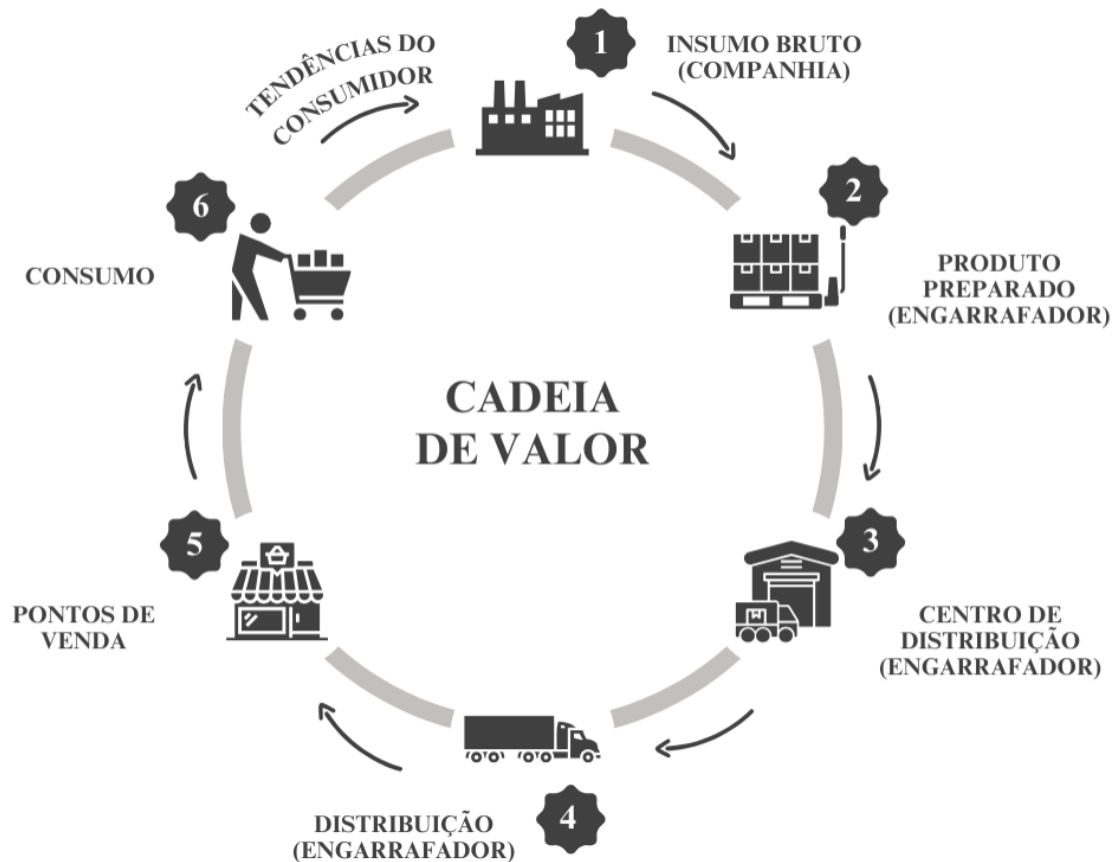 TENDÊNCIAS DO
CONSUMIDOR
1
INSUMO BRUTO
(COMPANHIA)
2
PRODUTO
PREPARADO
(ENGARRAFADOR)
3
CENTRO DE
DISTRIBUIÇÃO
(ENGARRAFADOR)
4
DISTRIBUIÇÃO
(ENGARRAFADOR)
5
PONTOS DE
VENDA
6
CONSUMO
CADEIA
DE VALOR